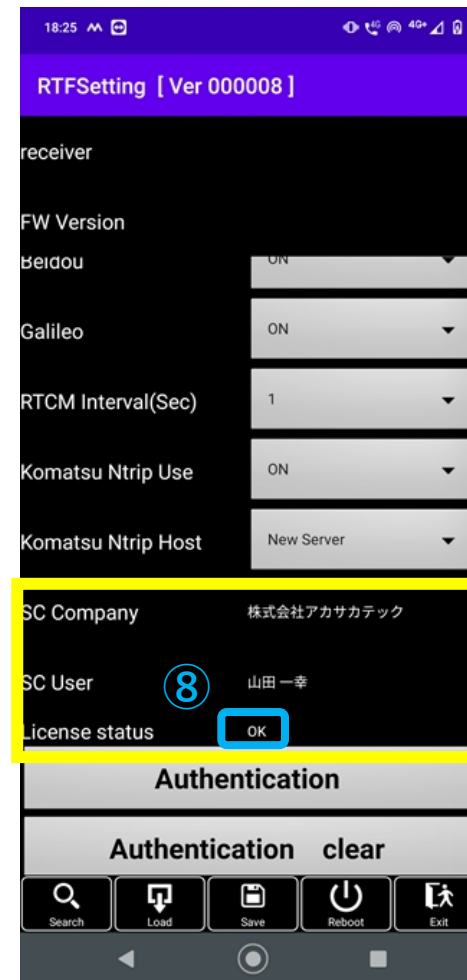 18:25 4G 4G+
RTFSetting [ Ver 000008 ]
receiver
FW Version
Beidou ON
Galileo ON
RTCM Interval(Sec) 1
Komatsu Ntrip Use ON
Komatsu Ntrip Host New Server
SC Company 株式会社アカサカテック
SC User ⑧ 山田 一幸
License status OK
Authentication
Authentication clear
Search Load Save Reboot Exit